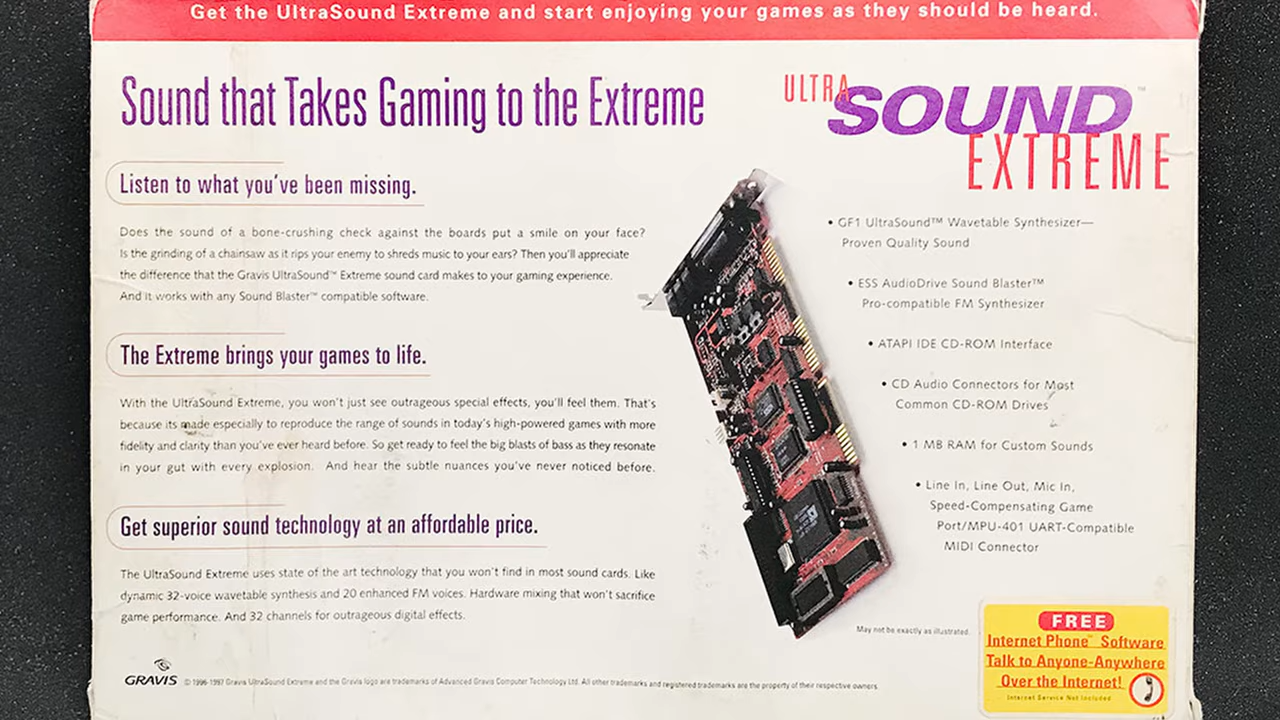 Get the UltraSound Extreme and start enjoying your games as they should be heard.
Sound that Takes Gaming to the Extreme
ULTRA
SOUND™
EXTREME
Listen to what you've been missing.
Does the sound of a bone-crushing check against the boards put a smile on your face?
Is the grinding of a chainsaw as it rips your enemy to shreds music to your ears? Then you'll appreciate
the difference that the Gravis UltraSound™ Extreme sound card makes to your gaming experience.
And it works with any Sound Blaster™ compatible software.
The Extreme brings your games to life.
With the UltraSound Extreme, you won't just see outrageous special effects, you'll feel them. That's
because its made especially to reproduce the range of sounds in today's high-powered games with more
fidelity and clarity than you've ever heard before. So get ready to feel the big blasts of bass as they resonate
in your gut with every explosion. And hear the subtle nuances you've never noticed before.
Get superior sound technology at an affordable price.
The UltraSound Extreme uses state of the art technology that you won't find in most sound cards. Like
dynamic 32-voice wavetable synthesis and 20 enhanced FM voices. Hardware mixing that won't sacrifice
game performance. And 32 channels for outrageous digital effects.
• GF1 UltraSound™ Wavetable Synthesizer—
Proven Quality Sound
• ESS AudioDrive Sound Blaster™
Pro-compatible FM Synthesizer
• ATAPI IDE CD-ROM Interface
• CD Audio Connectors for Most
Common CD-ROM Drives
• 1 MB RAM for Custom Sounds
• Line In, Line Out, Mic In,
Speed-Compensating Game
Port/MPU-401 UART-Compatible
MIDI Connector
May not be exactly as illustrated.
FREE
Internet Phone™ Software
Talk to Anyone-Anywhere
Over the Internet!
Internet Service Not Included
GRAVIS
© 1996-1997 Gravis UltraSound Extreme and the Gravis logo are trademarks of Advanced Gravis Computer Technology Ltd. All other trademarks and registered trademarks are the property of their respective owners.